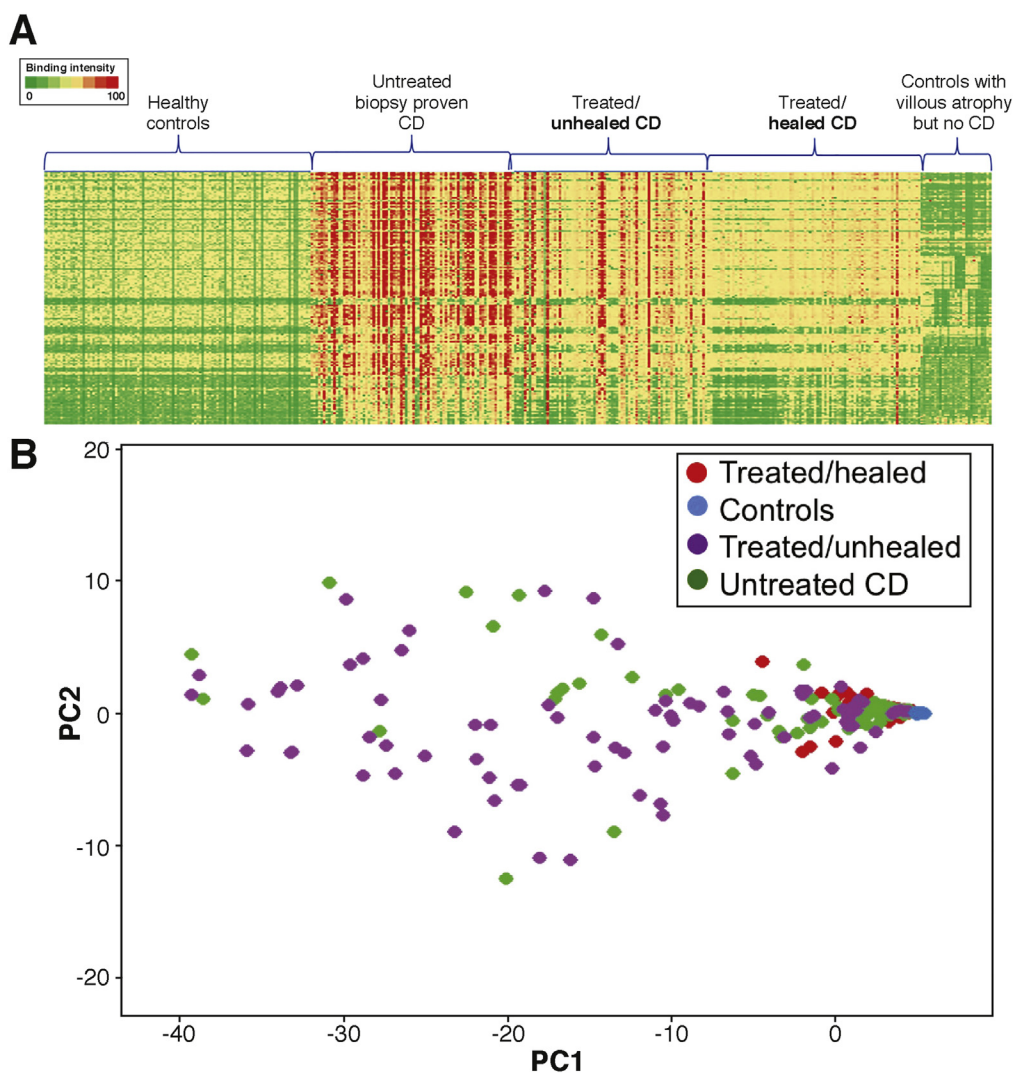 A
Binding intensity
0 100
Healthy
controls
Untreated
biopsy proven
CD
Treated/
unhealed CD
Treated/
healed CD
Controls with
villous atrophy
but no CD
B
20
10
0
-10
-20
PC2
Treated/healed
Controls
Treated/unhealed
Untreated CD
-40 -30 -20 -10 0
PC1